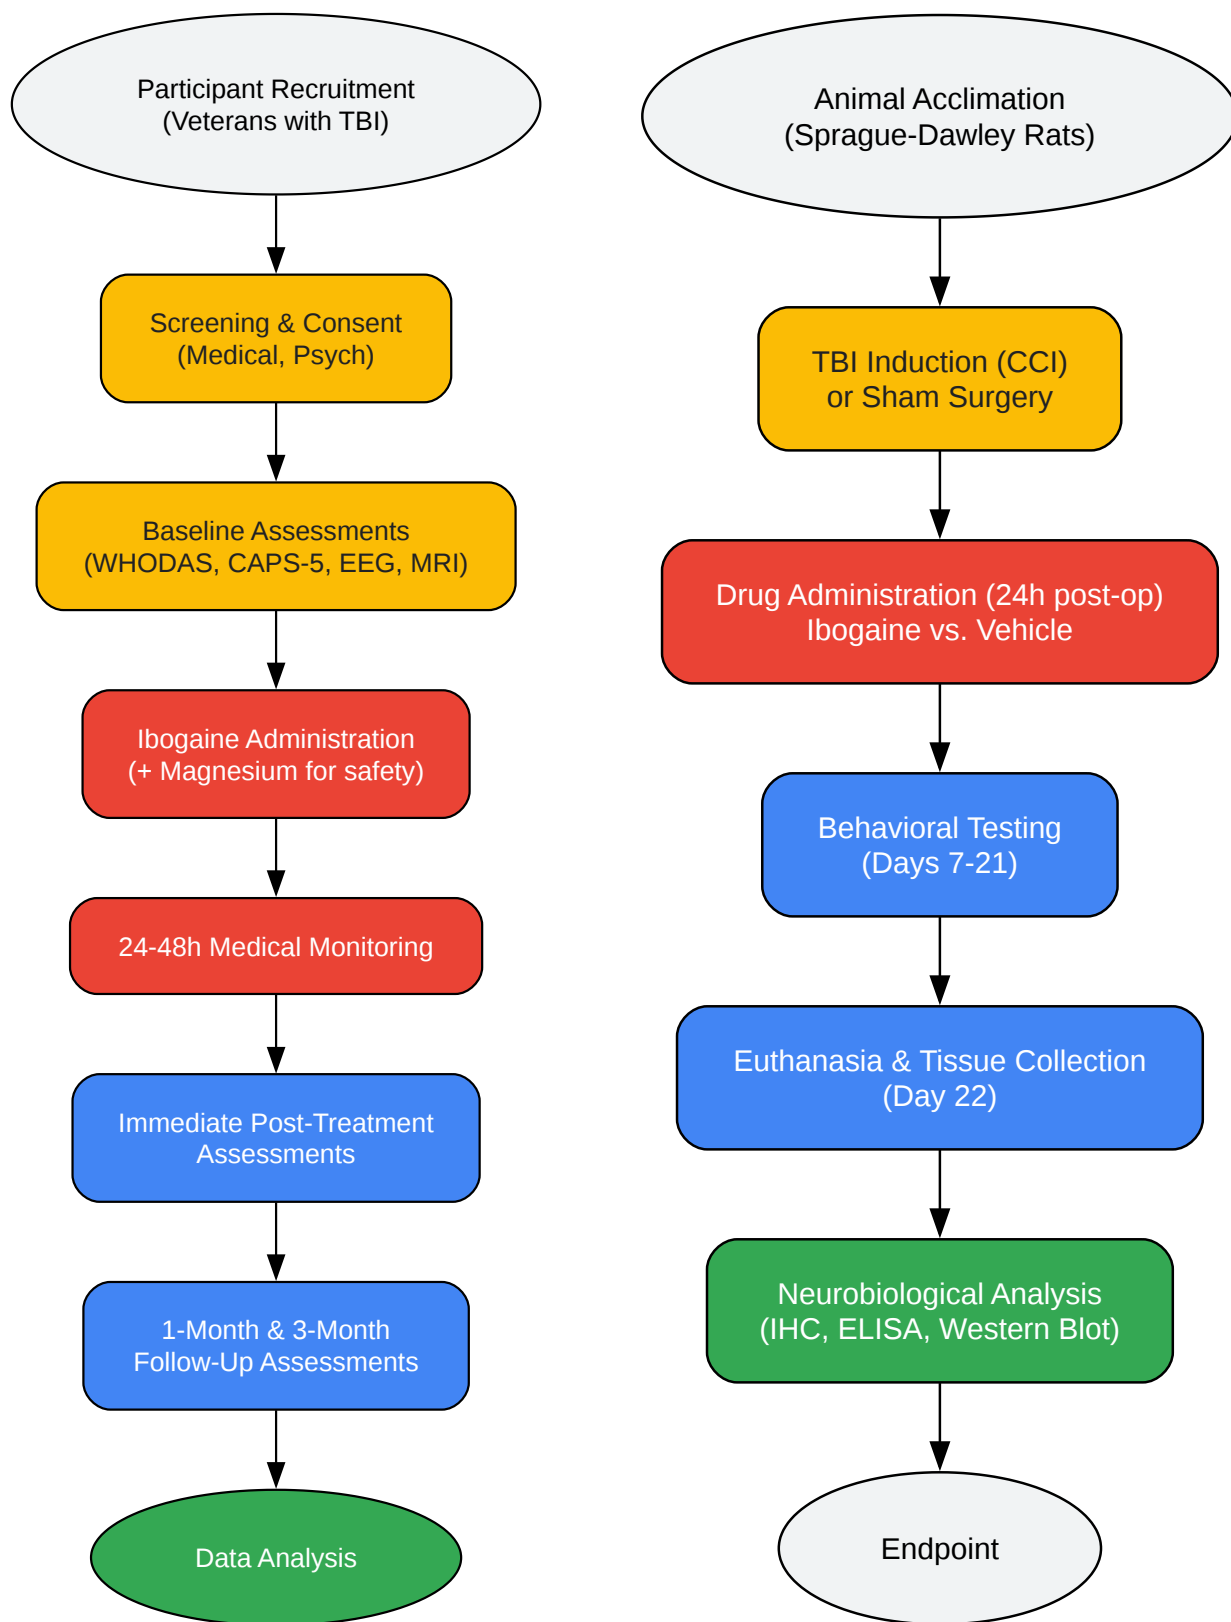 Participant Recruitment
(Veterans with TBI)
Screening & Consent
(Medical, Psych)
Baseline Assessments
(WHODAS, CAPS-5, EEG, MRI)
Ibogaine Administration
(+ Magnesium for safety)
24-48h Medical Monitoring
Immediate Post-Treatment
Assessments
1-Month & 3-Month
Follow-Up Assessments
Data Analysis
Animal Acclimation
(Sprague-Dawley Rats)
TBI Induction (CCI)
or Sham Surgery
Drug Administration (24h post-op)
Ibogaine vs. Vehicle
Behavioral Testing
(Days 7-21)
Euthanasia & Tissue Collection
(Day 22)
Neurobiological Analysis
(IHC, ELISA, Western Blot)
Endpoint